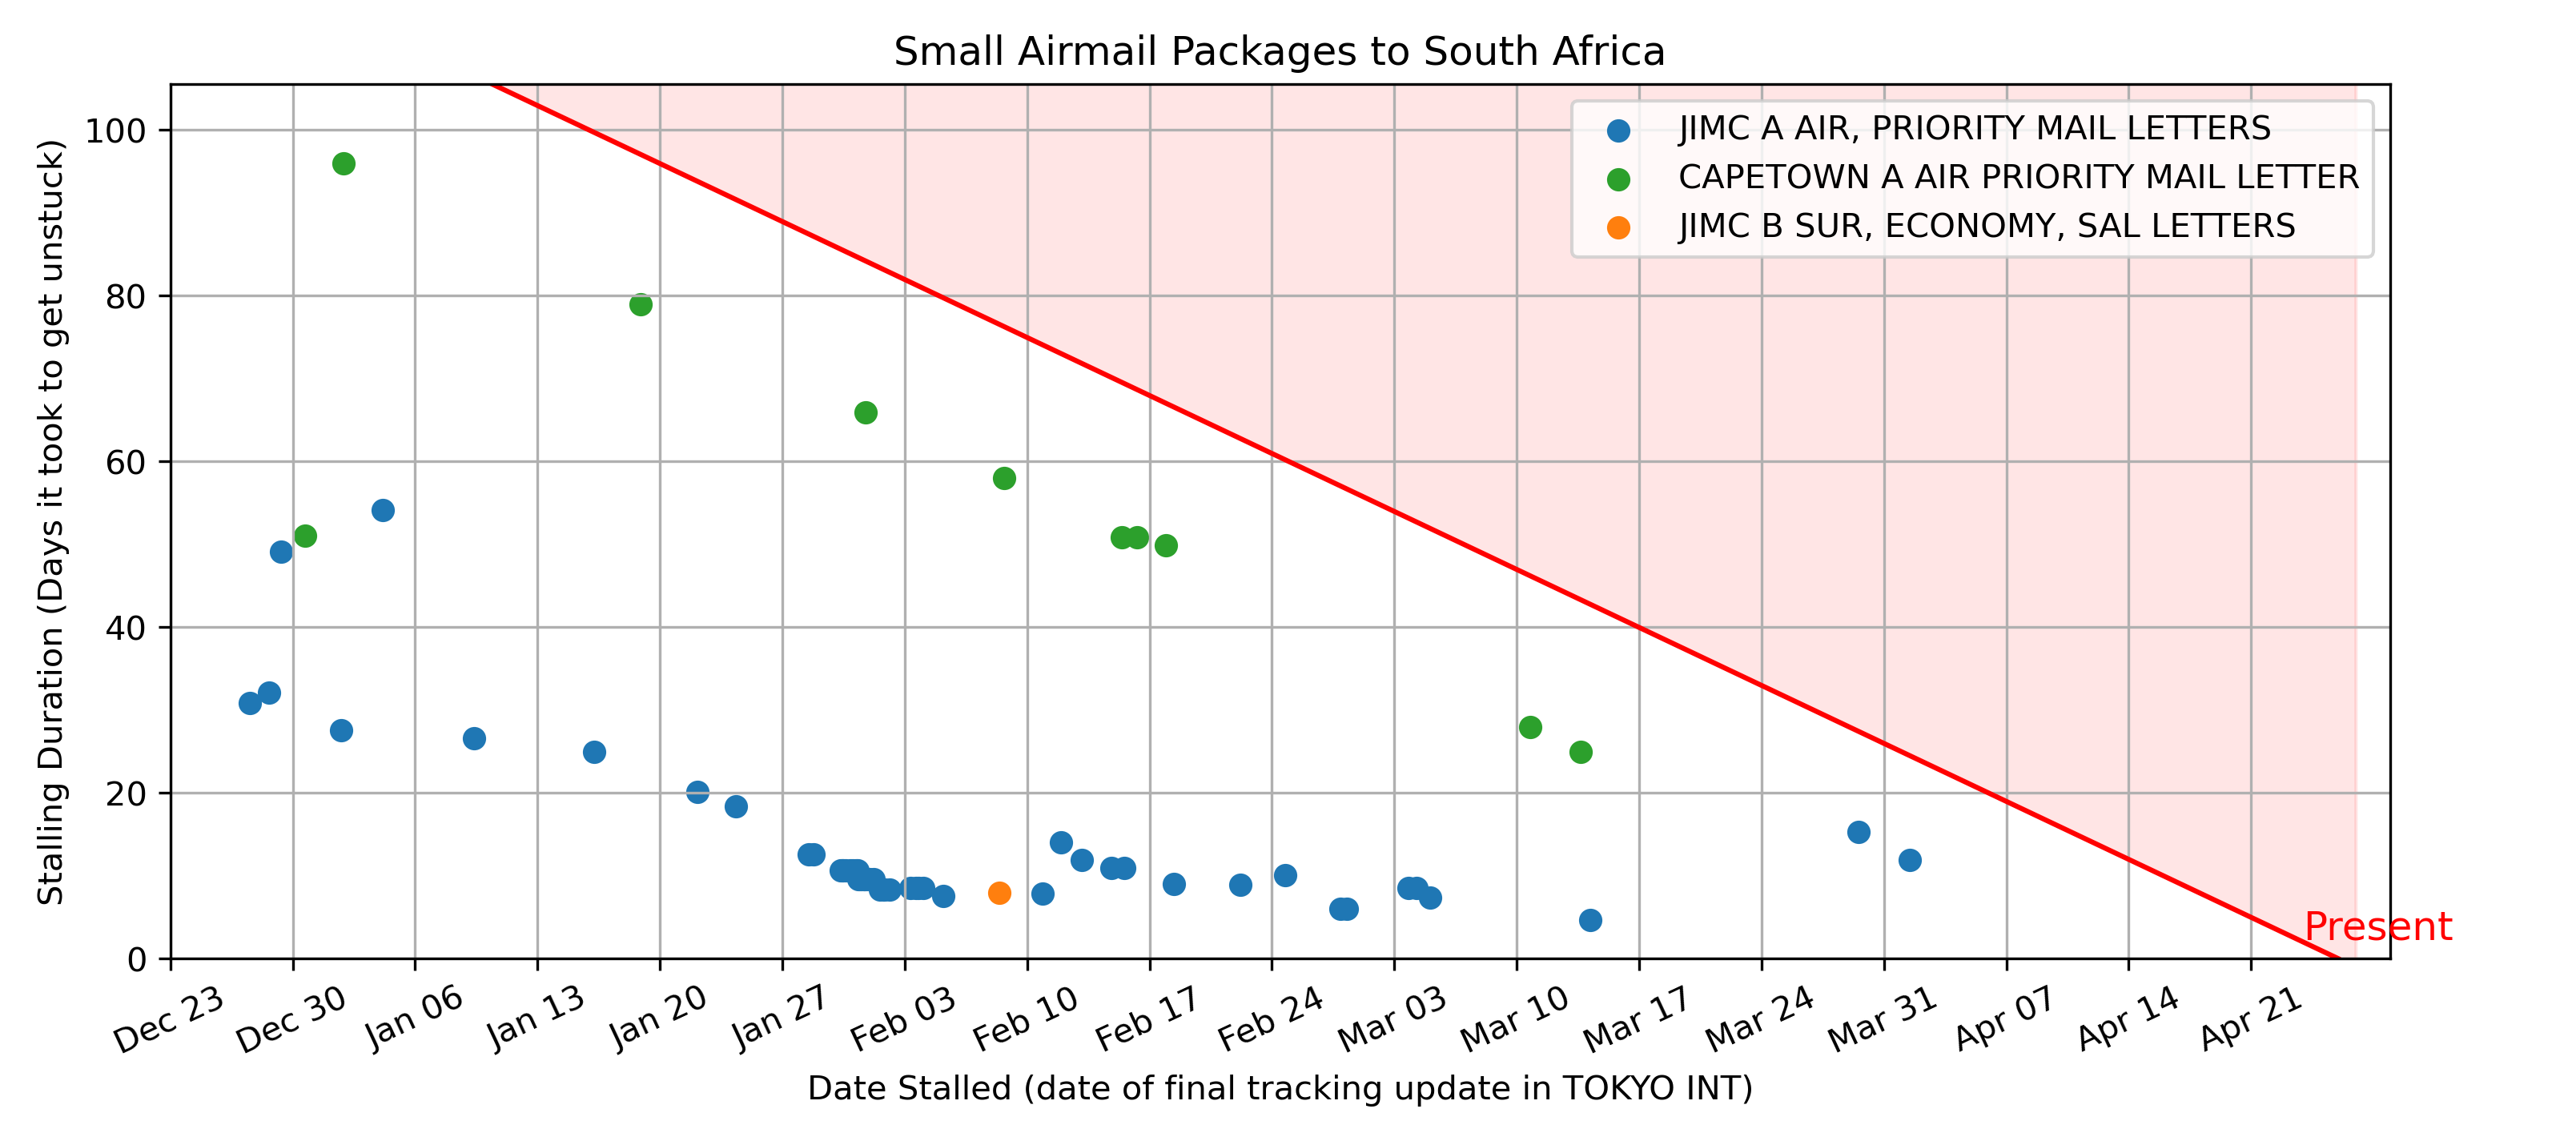 Small Airmail Packages to South Africa
JIMC A AIR, PRIORITY MAIL LETTERS
CAPETOWN A AIR PRIORITY MAIL LETTER
JIMC B SUR, ECONOMY, SAL LETTERS
Stalling Duration (Days it took to get unstuck)
100
80
60
40
20
0
Present
Dec 23
Dec 30
Jan 06
Jan 13
Jan 20
Jan 27
Feb 03
Feb 10
Feb 17
Feb 24
Mar 03
Mar 10
Mar 17
Mar 24
Mar 31
Apr 07
Apr 14
Apr 21
Date Stalled (date of final tracking update in TOKYO INT)